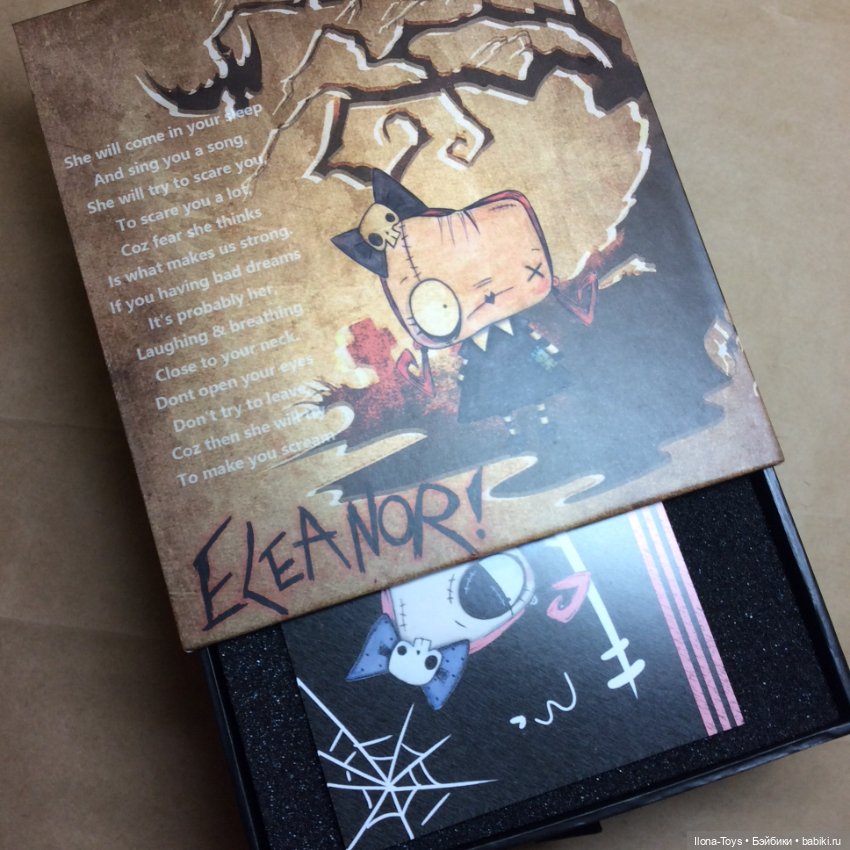 She will come in your sleep
And sing you a song.
She will try to scare you,
To scare you a lot,
Coz fear she thinks
Is what makes us strong.
If you having bad dreams
It's probably her,
Laughing & breathing
Close to your neck.
Dont open your eyes
Don't try to leave
Coz then she will try
To make you scream
ELEANOR!
Ilona-Toys • Бэйбики • babiki.ru